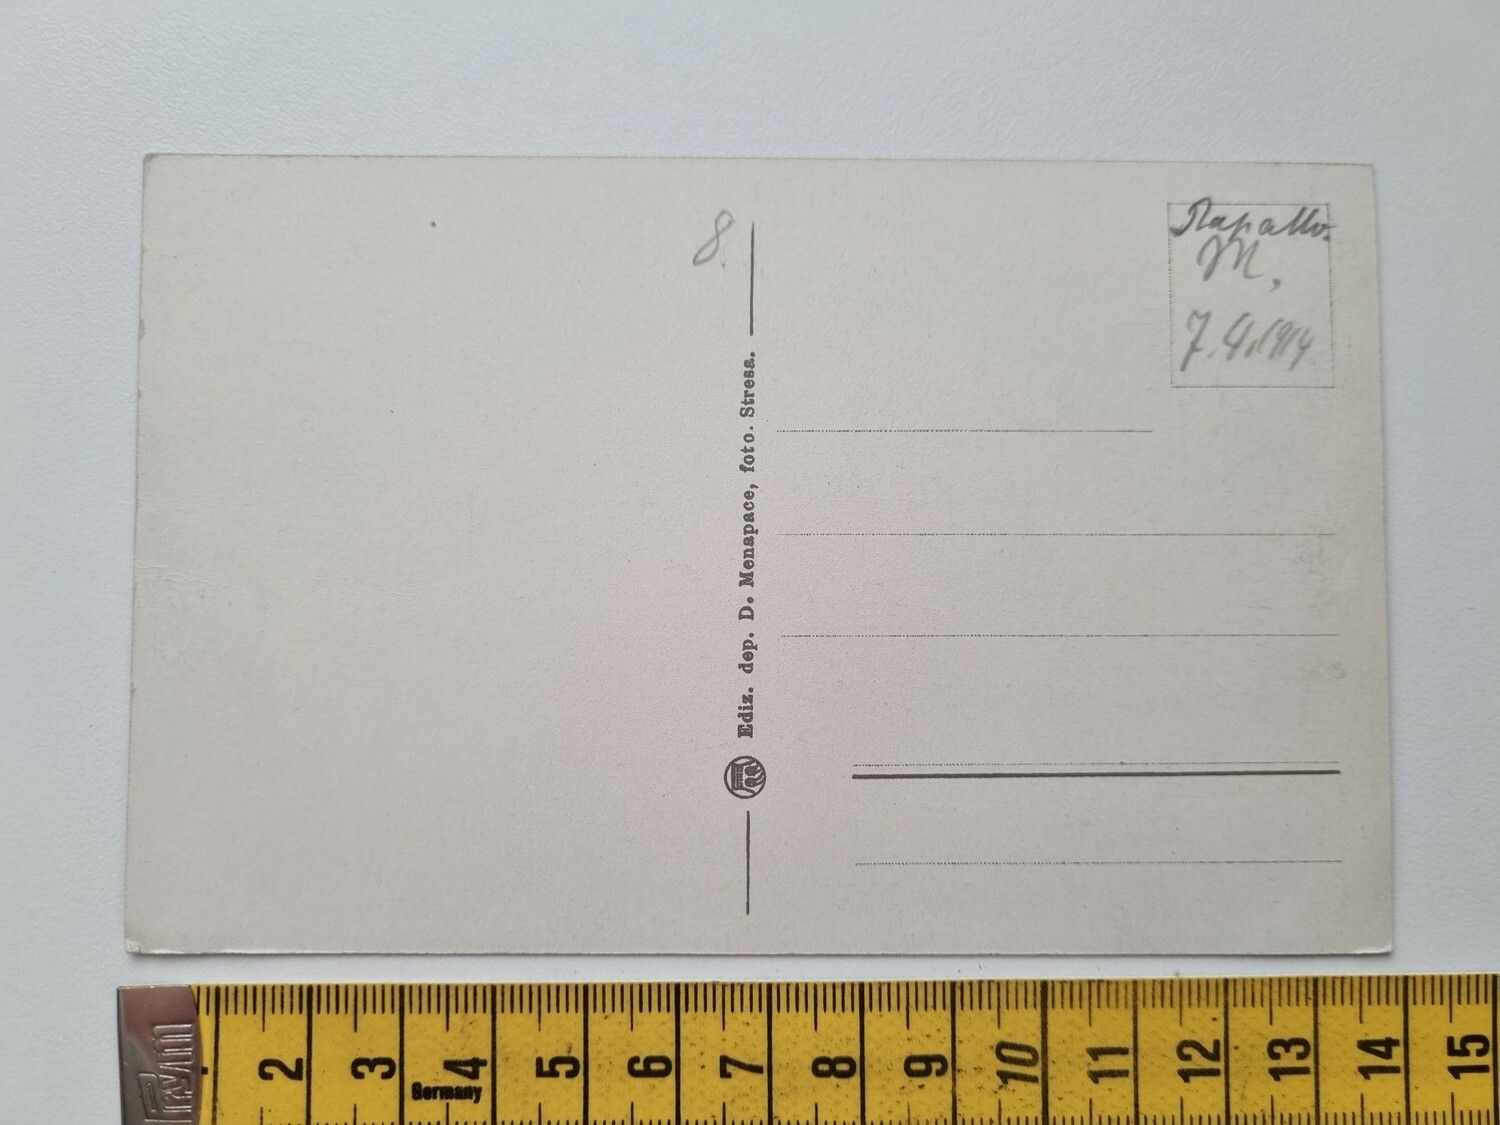 8.
Rapallo.
M,
7.4.1914
Ediz. dep. D. Menapace, foto. Stresa.
Prym
2 3 4 5 6 7 8 9 10 11 12 13 14 15
Germany